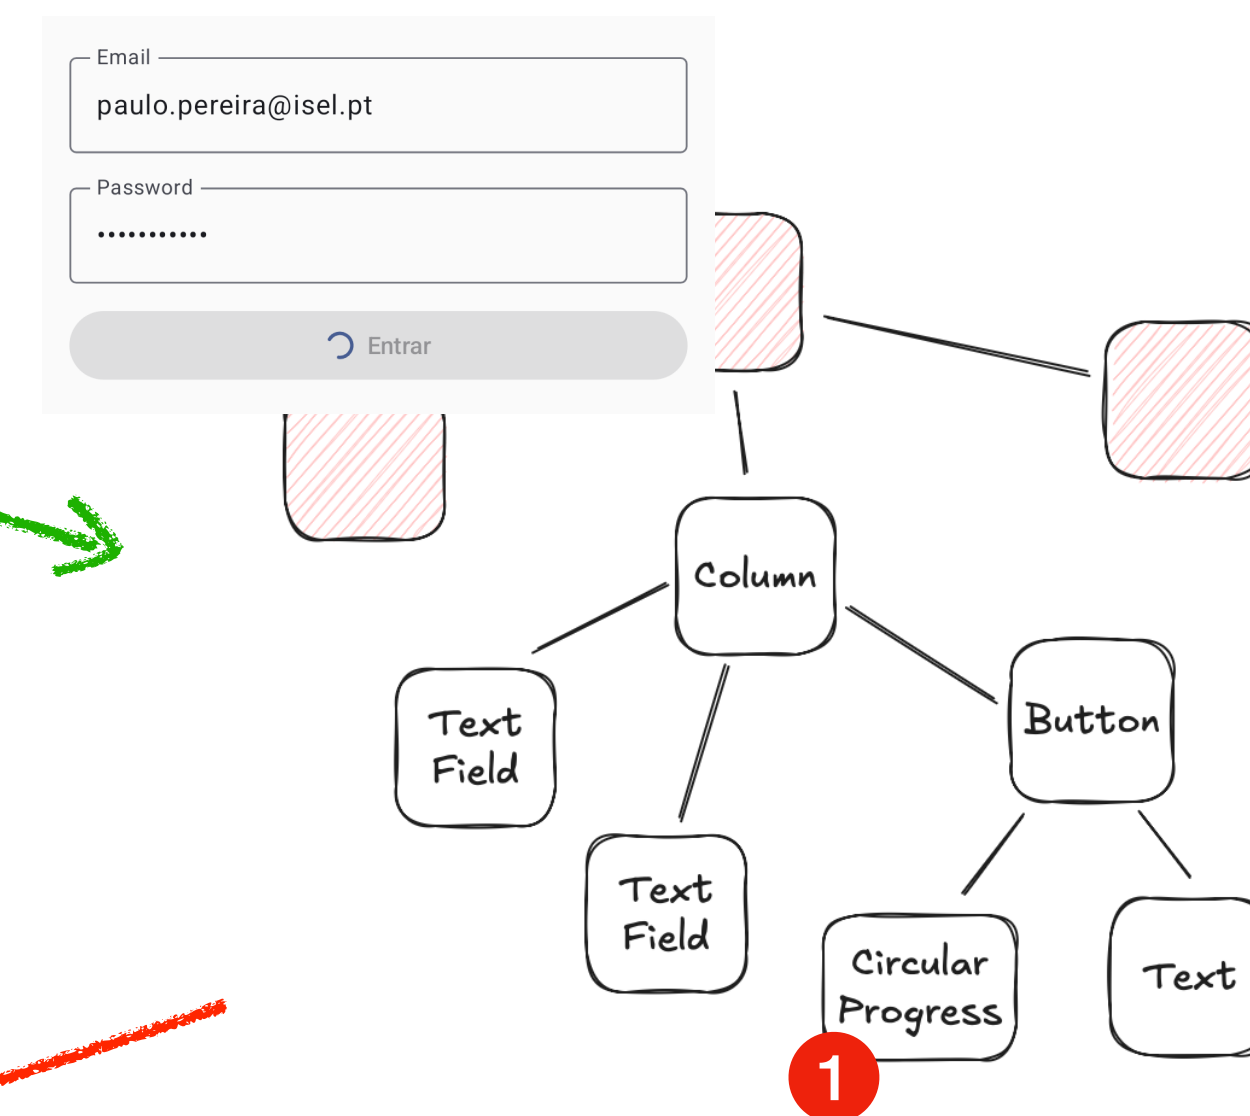 Email
paulo.pereira@isel.pt
Password
•••••••••••
Entrar
Column
Text
Field
Button
Text
Field
Circular
Progress
Text
1